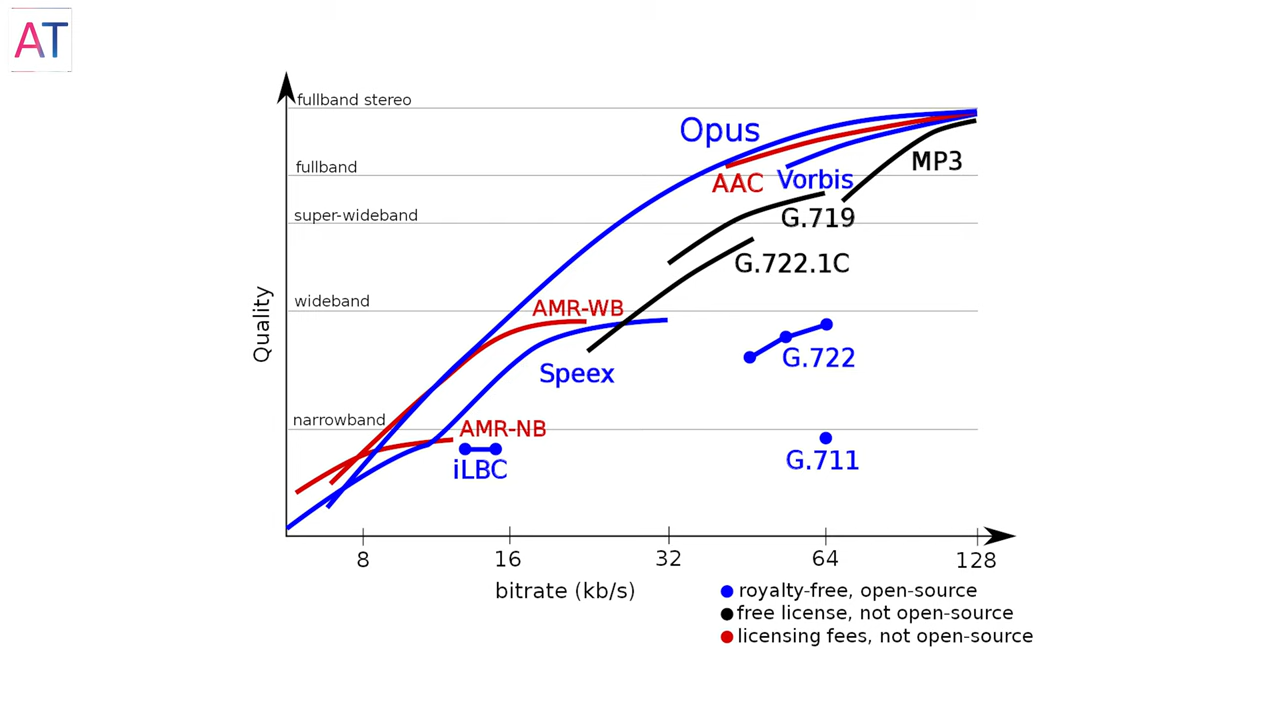 AT
fullband stereo
Opus
MP3
fullband
AAC
Vorbis
super-wideband
G.719
G.722.1C
Quality
wideband
AMR-WB
Speex
G.722
narrowband
AMR-NB
iLBC
G.711
8 16 32 64 128
bitrate (kb/s)
royalty-free, open-source
free license, not open-source
licensing fees, not open-source